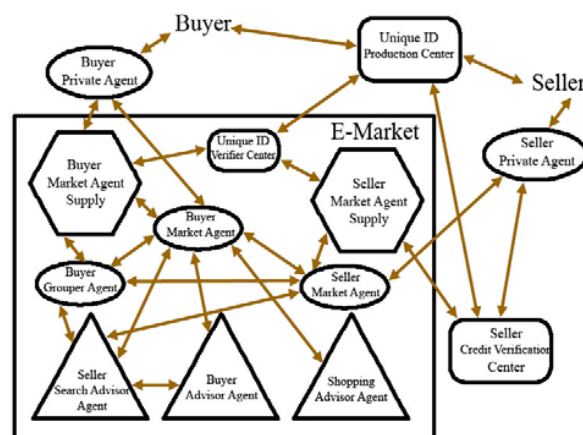 Buyer
Unique ID
Production Center
Seller
Buyer
Private Agent
E-Market
Unique ID
Verifier Center
Seller
Private Agent
Buyer
Market Agent
Supply
Seller
Market Agent
Supply
Buyer
Market Agent
Buyer
Grouper Agent
Seller
Market Agent
Seller
Credit Verification
Center
Seller
Search Advisor
Agent
Buyer
Advisor Agent
Shopping
Advisor Agent